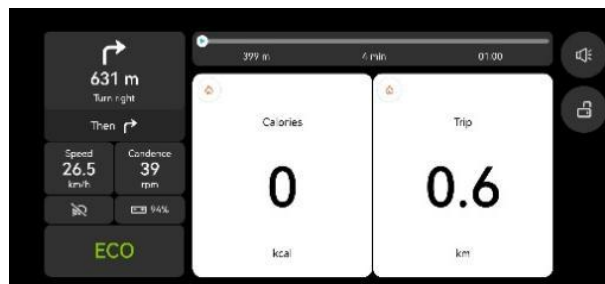 631 m
Turn right
Then
Speed
26.5
km/h
Candence
39
rpm
94%
ECO
399 m 4 min 01:00
Calories
0
kcal
Trip
0.6
km